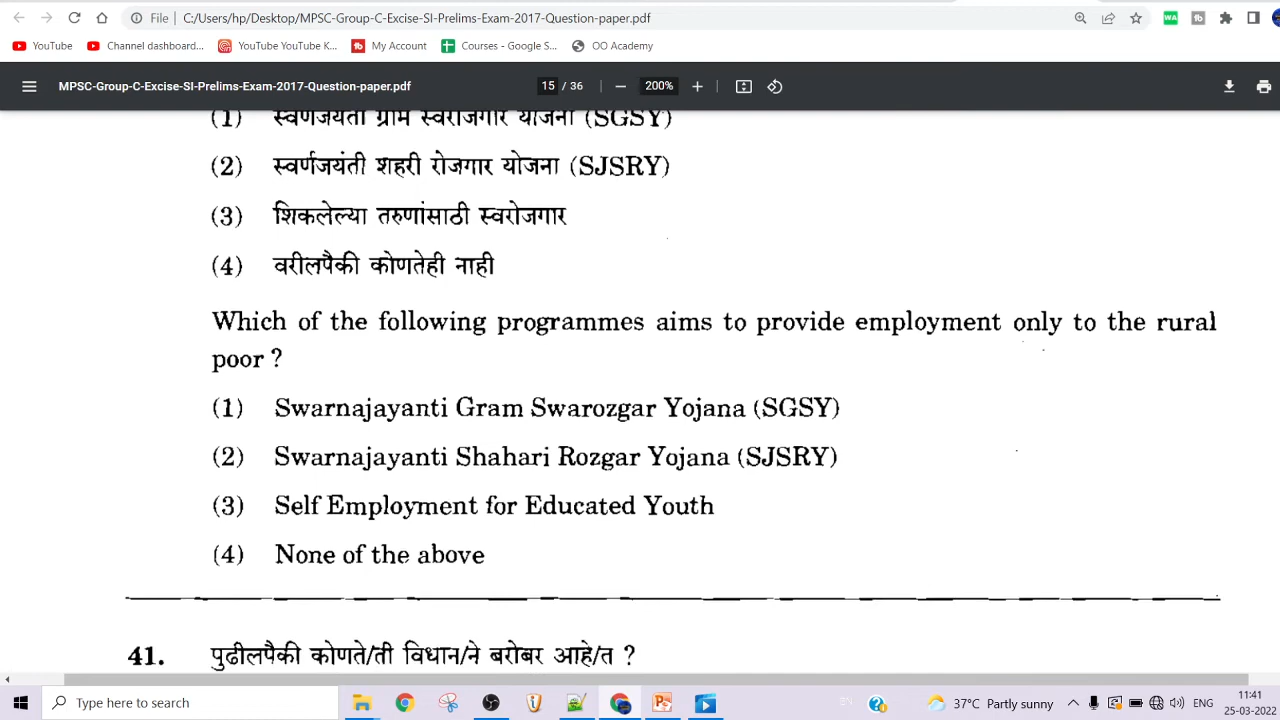 File
C:/Users/hp/Desktop/MPSC-Group-C-Excise-SI-Prelims-Exam-2017-Question-paper.pdf
YouTube
Channel dashboard...
YouTube YouTube K...
My Account
Courses - Google S...
OO Academy
MPSC-Group-C-Excise-SI-Prelims-Exam-2017-Question-paper.pdf
15 / 36
200%
(1) स्वर्णजयंती ग्राम स्वरोजगार योजना (SGSY)
(2) स्वर्णजयंती शहरी रोजगार योजना (SJSRY)
(3) शिकलेल्या तरुणांसाठी स्वरोजगार
(4) वरीलपैकी कोणतेही नाही
Which of the following programmes aims to provide employment only to the rural
poor ?
(1) Swarnajayanti Gram Swarozgar Yojana (SGSY)
(2) Swarnajayanti Shahari Rozgar Yojana (SJSRY)
(3) Self Employment for Educated Youth
(4) None of the above
41. पुढीलपैकी कोणते/ती विधान/ने बरोबर आहे/त ?
Type here to search
37°C Partly sunny
ENG
11:41
25-03-2022